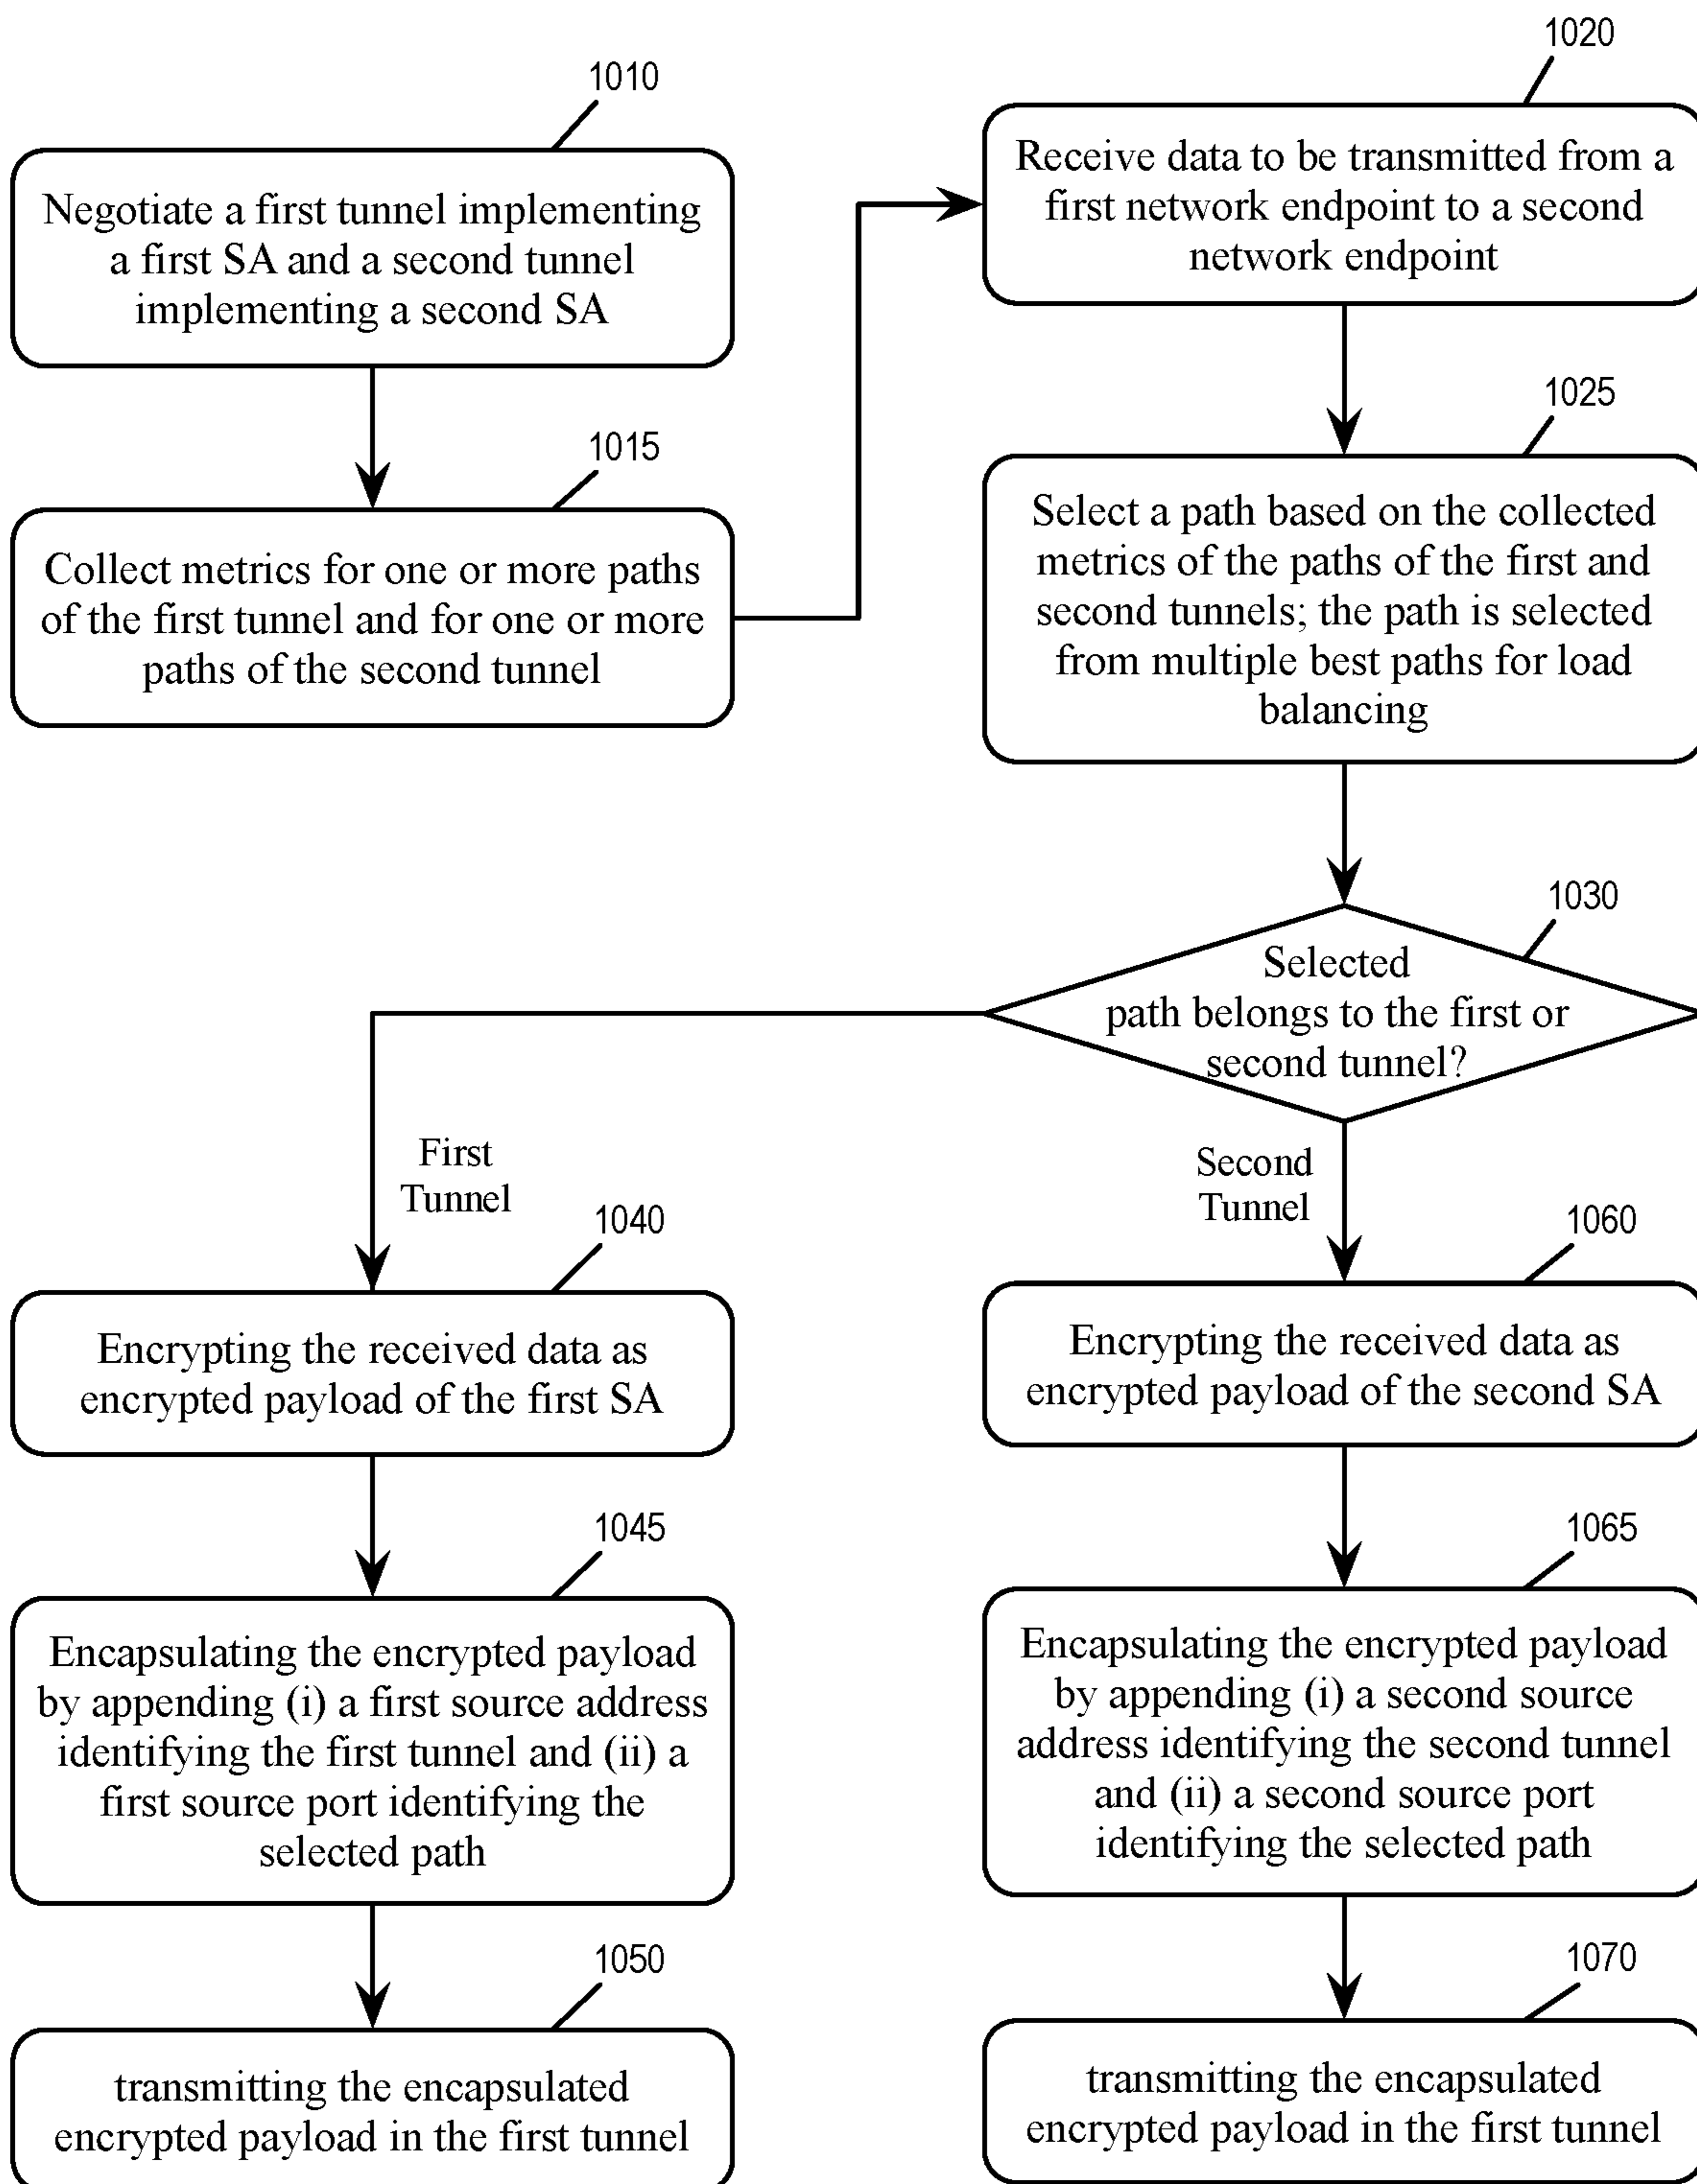 1010
Negotiate a first tunnel implementing
a first SA and a second tunnel
implementing a second SA
1015
Collect metrics for one or more paths
of the first tunnel and for one or more
paths of the second tunnel
1020
Receive data to be transmitted from a
first network endpoint to a second
network endpoint
1025
Select a path based on the collected
metrics of the paths of the first and
second tunnels; the path is selected
from multiple best paths for load
balancing
1030
Selected
path belongs to the first or
second tunnel?
First
Tunnel
1040
Encrypting the received data as
encrypted payload of the first SA
1045
Encapsulating the encrypted payload
by appending (i) a first source address
identifying the first tunnel and (ii) a
first source port identifying the
selected path
1050
transmitting the encapsulated
encrypted payload in the first tunnel
Second
Tunnel
1060
Encrypting the received data as
encrypted payload of the second SA
1065
Encapsulating the encrypted payload
by appending (i) a second source
address identifying the second tunnel
and (ii) a second source port
identifying the selected path
1070
transmitting the encapsulated
encrypted payload in the first tunnel